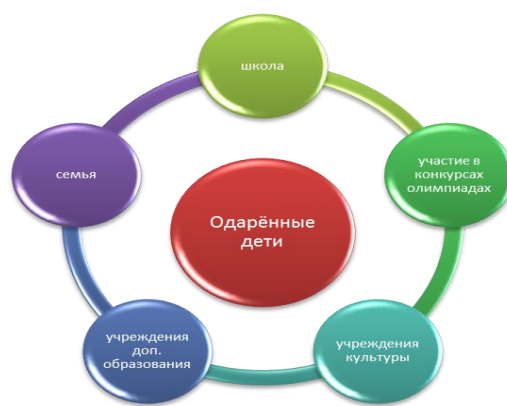 школа
участие в
конкурсах
олимпиадах
семья
Одарённые
дети
учреждения
доп.
образования
учреждения
культуры